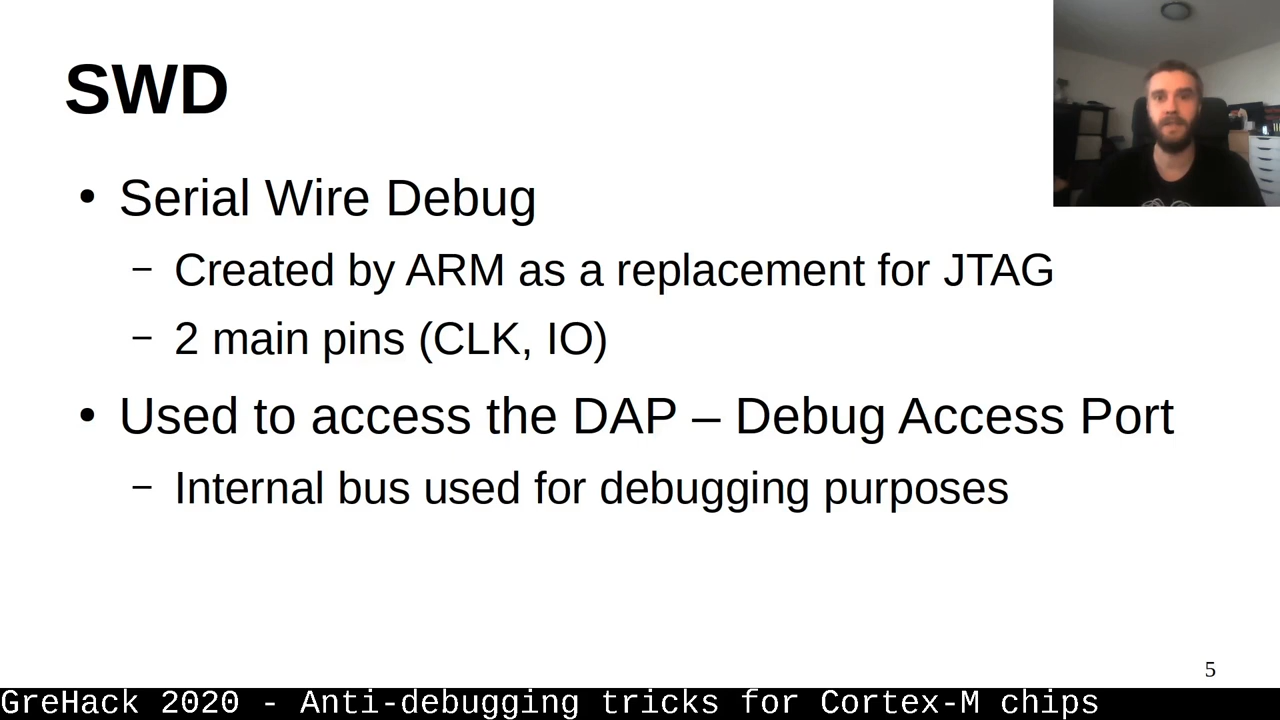 SWD
• Serial Wire Debug
– Created by ARM as a replacement for JTAG
– 2 main pins (CLK, IO)
• Used to access the DAP – Debug Access Port
– Internal bus used for debugging purposes
5
GreHack 2020 - Anti-debugging tricks for Cortex-M chips